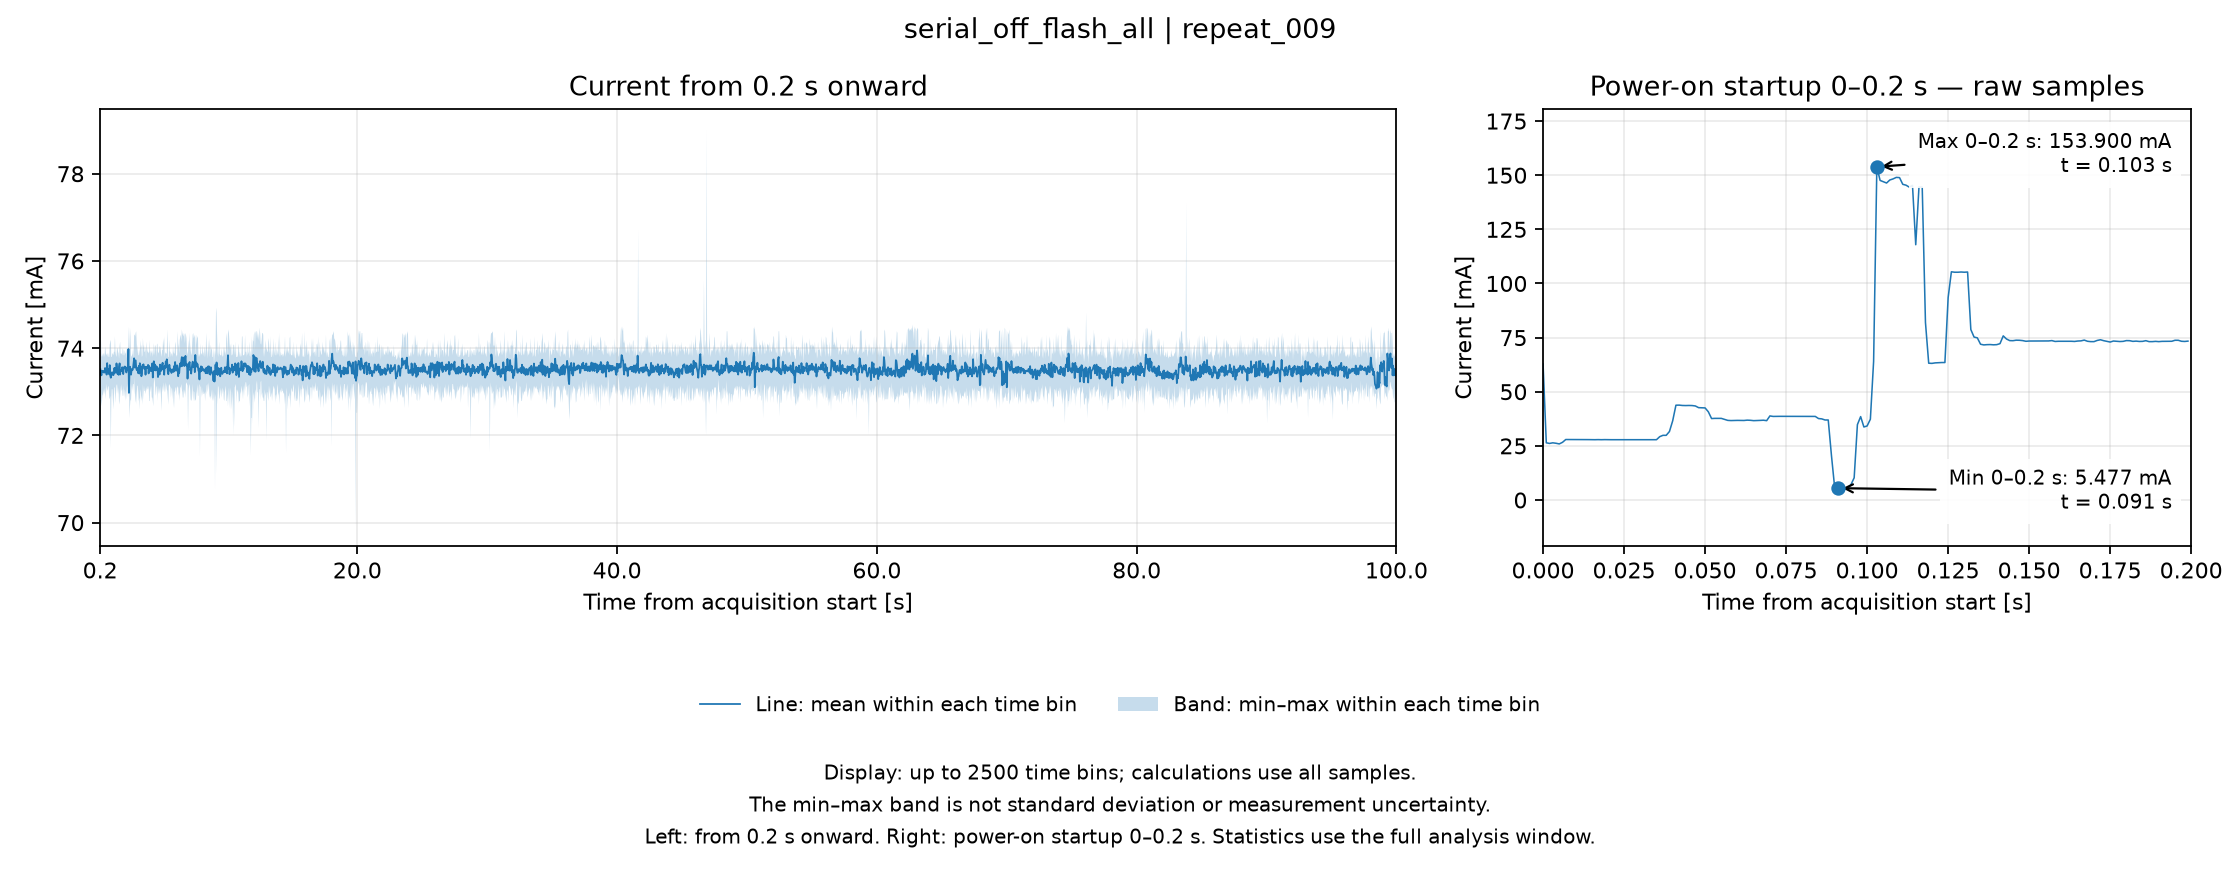 serial_off_flash_all | repeat_009
Current from 0.2 s onward
Current [mA]
78
76
74
72
70
0.2
20.0
40.0
60.0
80.0
100.0
Time from acquisition start [s]
Power-on startup 0–0.2 s — raw samples
Current [mA]
175
150
125
100
75
50
25
0
Max 0–0.2 s: 153.900 mA
t = 0.103 s
Min 0–0.2 s: 5.477 mA
t = 0.091 s
0.000
0.025
0.050
0.075
0.100
0.125
0.150
0.175
0.200
Time from acquisition start [s]
Line: mean within each time bin
Band: min–max within each time bin
Display: up to 2500 time bins; calculations use all samples.
The min–max band is not standard deviation or measurement uncertainty.
Left: from 0.2 s onward. Right: power-on startup 0–0.2 s. Statistics use the full analysis window.